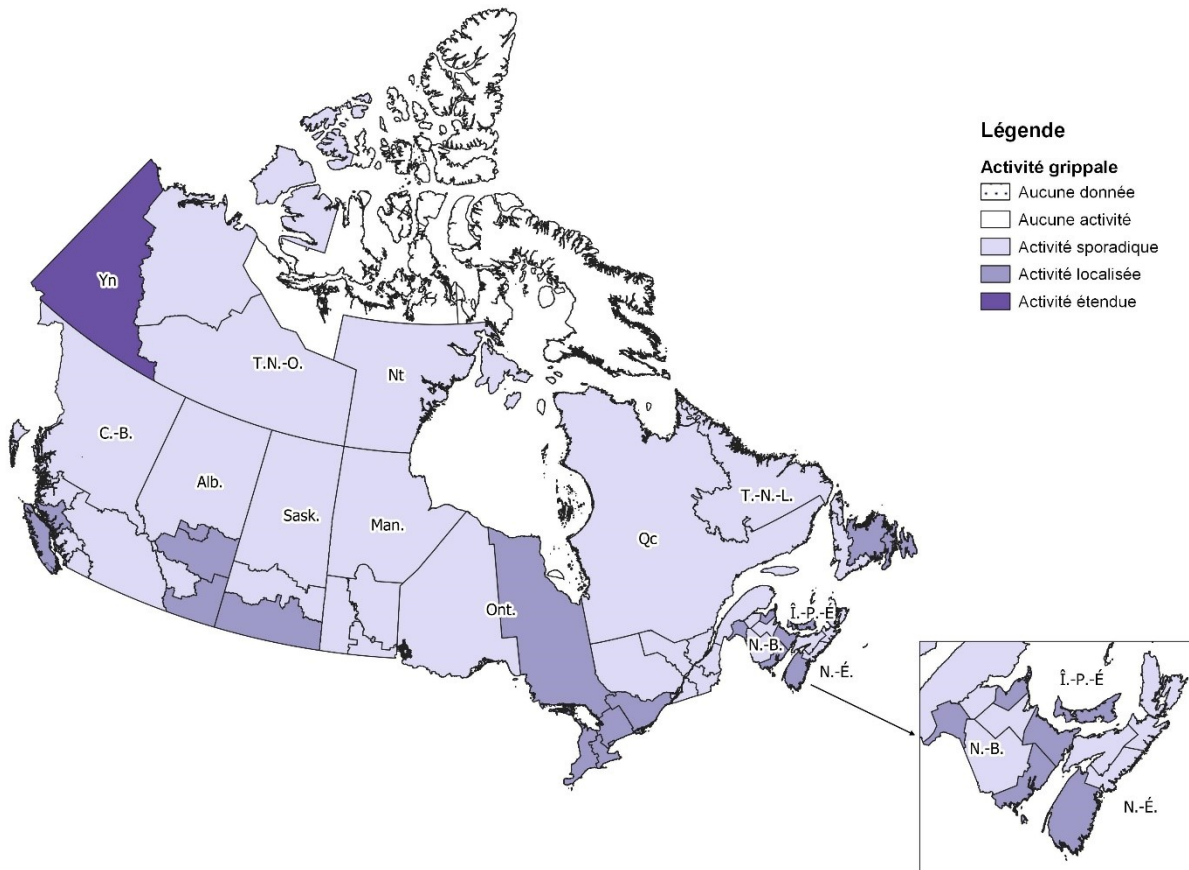 Légende
Activité grippale
Aucune donnée
Aucune activité
Activité sporadique
Activité localisée
Activité étendue
Yn
T.N.-O.
Nt
C.-B.
Alb.
Sask.
Man.
Ont.
Qc
T.-N.-L.
Î.-P.-É
N.-B.
N.-É.
Î.-P.-É
N.-B.
N.-É.